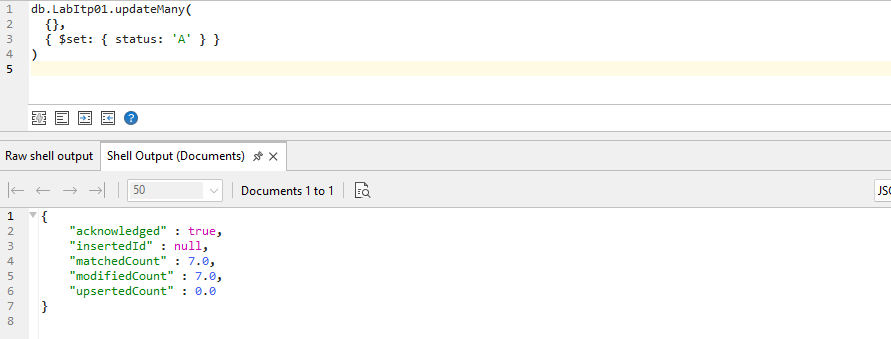 1 db.LabItp01.updateMany(
2 {},
3 { $set: { status: 'A' } }
4 )
5
Raw shell output Shell Output (Documents)
50 Documents 1 to 1 JSO
1 {
2 "acknowledged" : true,
3 "insertedId" : null,
4 "matchedCount" : 7.0,
5 "modifiedCount" : 7.0,
6 "upsertedCount" : 0.0
7 }
8